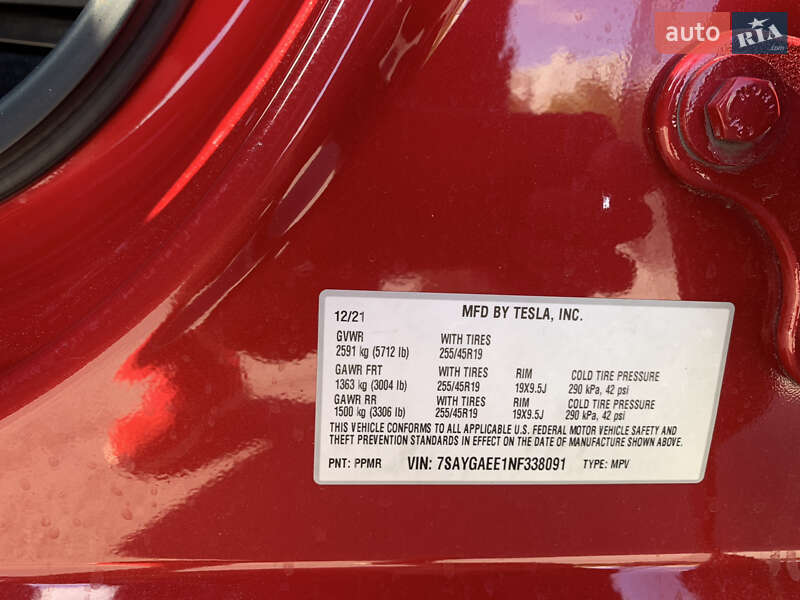 auto RIA.com
12/21 MFD BY TESLA, INC.
GVWR WITH TIRES
2591 kg (5712 lb) 255/45R19
GAWR FRT WITH TIRES RIM COLD TIRE PRESSURE
1363 kg (3004 lb) 255/45R19 19X9.5J 290 kPa, 42 psi
GAWR RR WITH TIRES RIM COLD TIRE PRESSURE
1500 kg (3306 lb) 255/45R19 19X9.5J 290 kPa, 42 psi
THIS VEHICLE CONFORMS TO ALL APPLICABLE U.S. FEDERAL MOTOR VEHICLE SAFETY AND
THEFT PREVENTION STANDARDS IN EFFECT ON THE DATE OF MANUFACTURE SHOWN ABOVE.
PNT: PPMR VIN: 7SAYGAEE1NF338091 TYPE: MPV